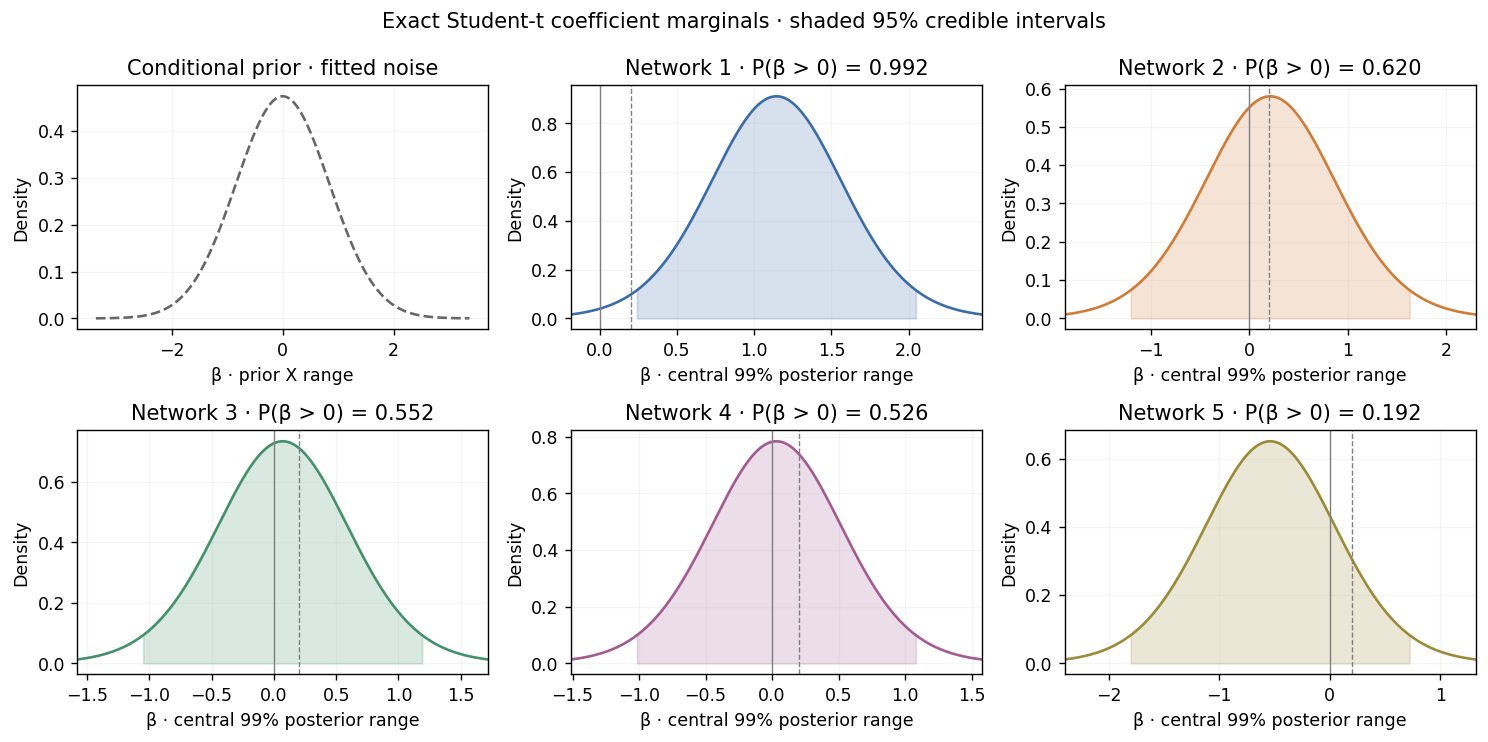 Exact Student-t coefficient marginals · shaded 95% credible intervals
Conditional prior · fitted noise
Density
0.4
0.3
0.2
0.1
0.0
−2 0 2
β · prior X range
Network 1 · P(β > 0) = 0.992
Density
0.8
0.6
0.4
0.2
0.0
0.0 0.5 1.0 1.5 2.0
β · central 99% posterior range
Network 2 · P(β > 0) = 0.620
Density
0.6
0.5
0.4
0.3
0.2
0.1
0.0
−1 0 1 2
β · central 99% posterior range
Network 3 · P(β > 0) = 0.552
Density
0.6
0.4
0.2
0.0
−1.5 −1.0 −0.5 0.0 0.5 1.0 1.5
β · central 99% posterior range
Network 4 · P(β > 0) = 0.526
Density
0.8
0.6
0.4
0.2
0.0
−1.5 −1.0 −0.5 0.0 0.5 1.0 1.5
β · central 99% posterior range
Network 5 · P(β > 0) = 0.192
Density
0.6
0.4
0.2
0.0
−2 −1 0 1
β · central 99% posterior range